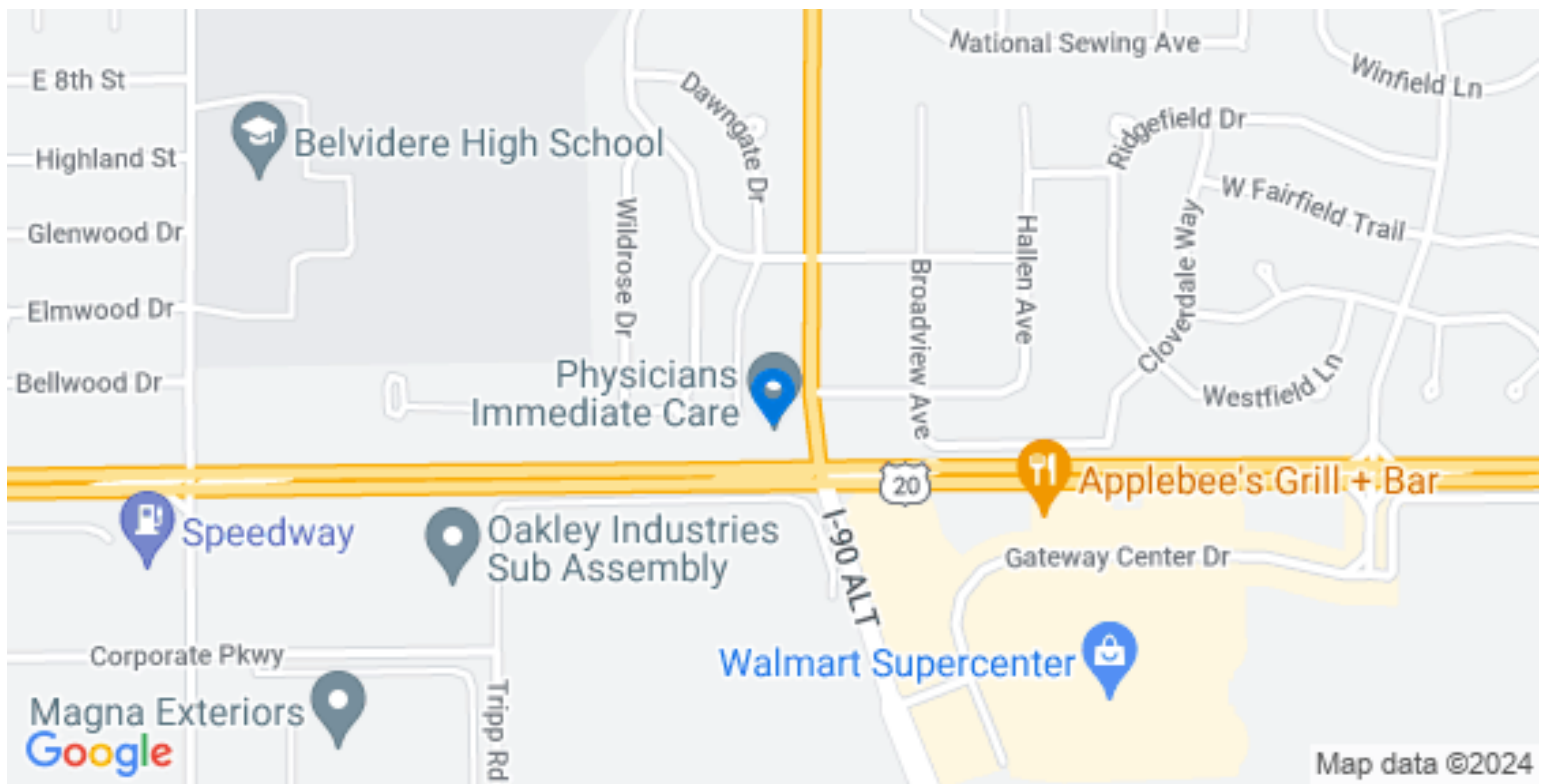 National Sewing Ave
Winfield Ln
E 8th St
Dawngate Dr
Ridgefield Dr
Belvidere High School
Highland St
W Fairfield Trail
Glenwood Dr
Wildrose Dr
Hallen Ave
Cloverdale Way
Elmwood Dr
Broadview Ave
Bellwood Dr
Physicians
Immediate Care
Westfield Ln
20
Applebee's Grill + Bar
Speedway
Oakley Industries
Sub Assembly
I-90 ALT
Gateway Center Dr
Corporate Pkwy
Walmart Supercenter
Tripp Rd
Magna Exteriors
Google
Map data ©2024